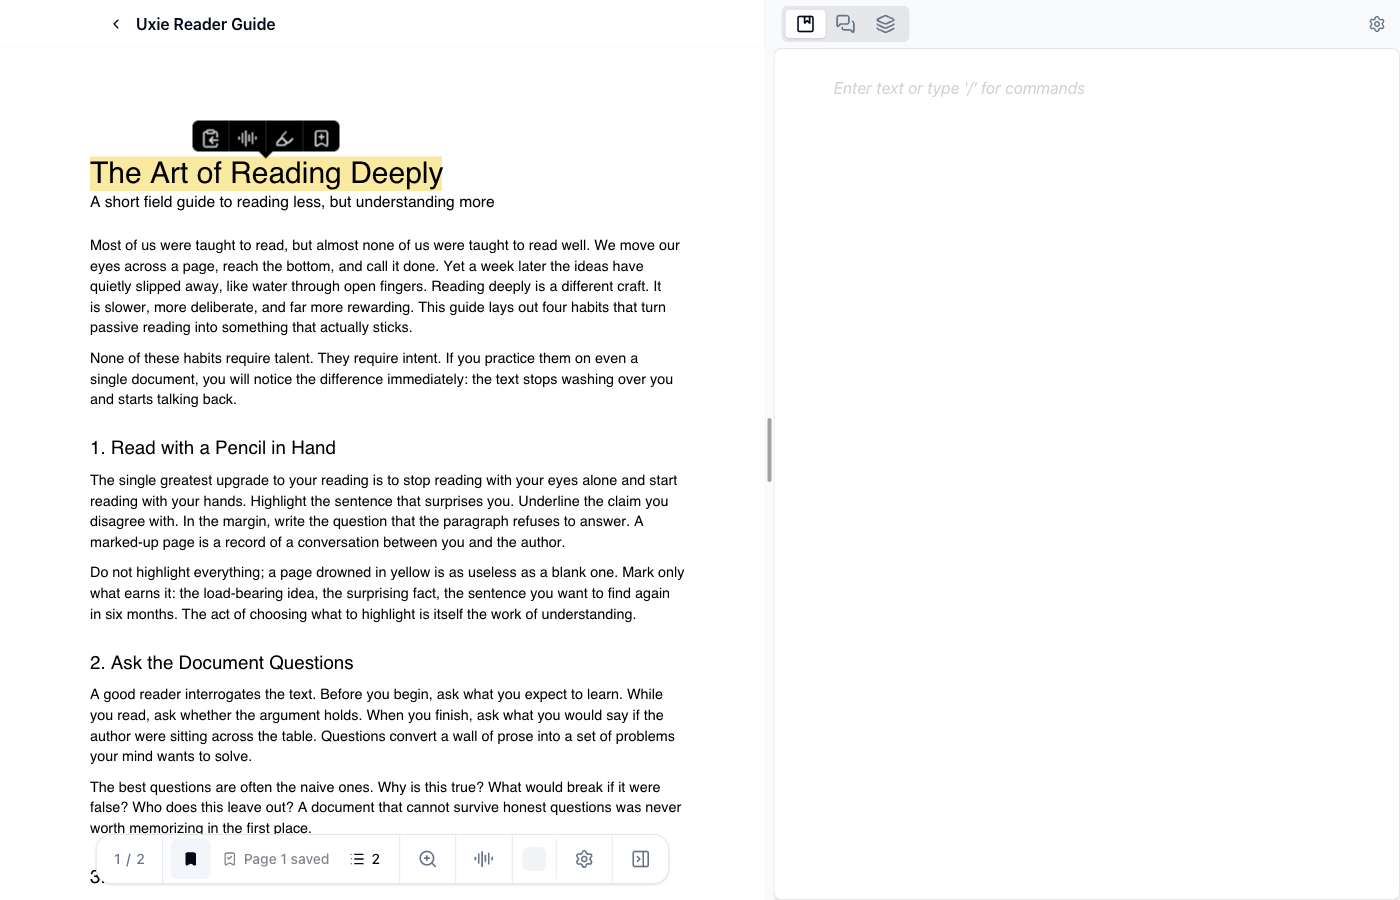 Uxie Reader Guide
Enter text or type '/' for commands
The Art of Reading Deeply
A short field guide to reading less, but understanding more
Most of us were taught to read, but almost none of us were taught to read well. We move our
eyes across a page, reach the bottom, and call it done. Yet a week later the ideas have
quietly slipped away, like water through open fingers. Reading deeply is a different craft. It
is slower, more deliberate, and far more rewarding. This guide lays out four habits that turn
passive reading into something that actually sticks.
None of these habits require talent. They require intent. If you practice them on even a
single document, you will notice the difference immediately: the text stops washing over you
and starts talking back.
1. Read with a Pencil in Hand
The single greatest upgrade to your reading is to stop reading with your eyes alone and start
reading with your hands. Highlight the sentence that surprises you. Underline the claim you
disagree with. In the margin, write the question that the paragraph refuses to answer. A
marked-up page is a record of a conversation between you and the author.
Do not highlight everything; a page drowned in yellow is as useless as a blank one. Mark only
what earns it: the load-bearing idea, the surprising fact, the sentence you want to find again
in six months. The act of choosing what to highlight is itself the work of understanding.
2. Ask the Document Questions
A good reader interrogates the text. Before you begin, ask what you expect to learn. While
you read, ask whether the argument holds. When you finish, ask what you would say if the
author were sitting across the table. Questions convert a wall of prose into a set of problems
your mind wants to solve.
The best questions are often the naive ones. Why is this true? What would break if it were
false? Who does this leave out? A document that cannot survive honest questions was never
worth memorizing in the first place.
1 / 2 Page 1 saved 2
3.